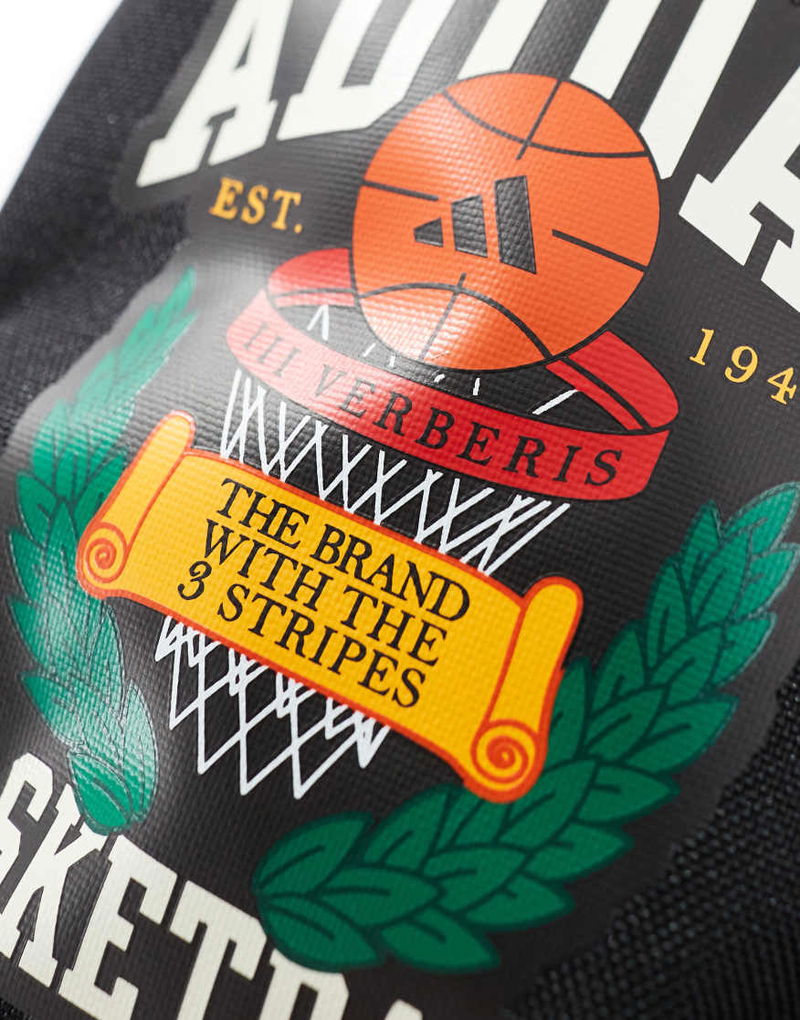 EST.
194
III VERBERIS
THE BRAND
WITH THE
3 STRIPES